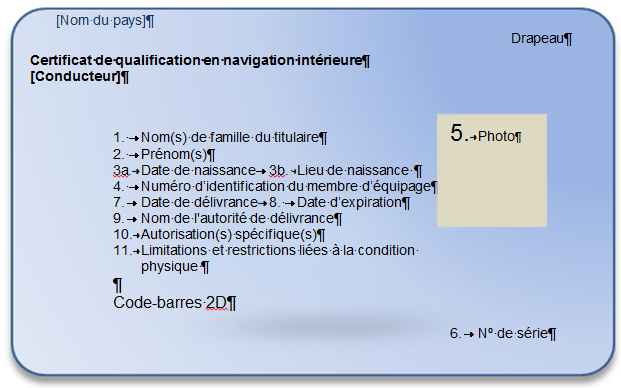 [Nom du pays]¶
Drapeau¶
Certificat·de·qualification·en·navigation·intérieure¶
[Conducteur]¶
1.·→Nom(s)·de·famille·du·titulaire¶
5.→Photo¶
2.·→Prénom(s)¶
3a.→Date·de·naissance→3b.·→Lieu·de·naissance·¶
4.·→Numéro·d’identification·du·membre·d’équipage¶
7.·→Date·de·délivrance→8.·→Date·d’expiration¶
9.·→Nom·de·l'autorité·de·délivrance¶
10.→Autorisation(s)·spécifique(s)¶
11.→Limitations·et·restrictions·liées·à·la·condition·
physique·¶
¶
Code-barres·2D¶
6.·→Nº·de·série¶